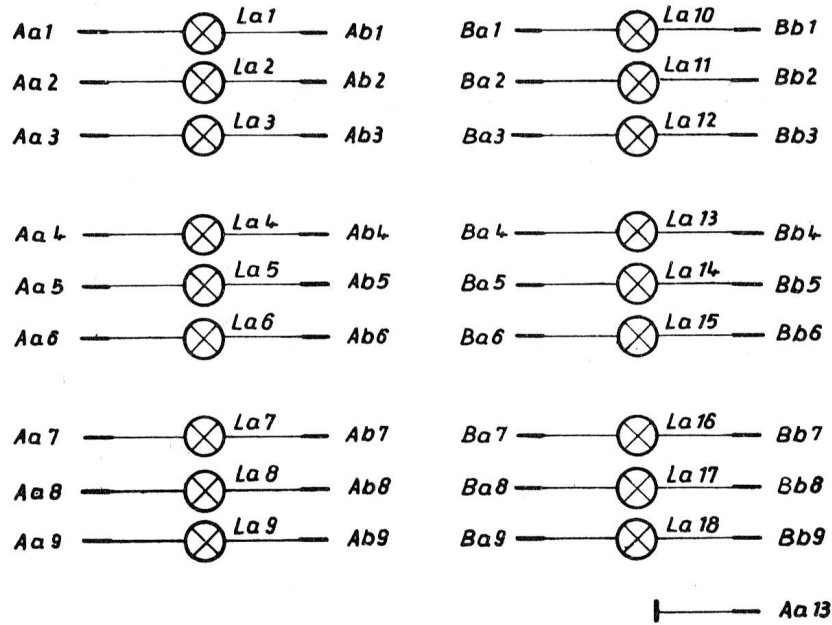 Aa1 La1 Ab1 Ba1 La10 Bb1
Aa2 La2 Ab2 Ba2 La11 Bb2
Aa3 La3 Ab3 Ba3 La12 Bb3
Aa4 La4 Ab4 Ba4 La13 Bb4
Aa5 La5 Ab5 Ba5 La14 Bb5
Aa6 La6 Ab6 Ba6 La15 Bb6
Aa7 La7 Ab7 Ba7 La16 Bb7
Aa8 La8 Ab8 Ba8 La17 Bb8
Aa9 La9 Ab9 Ba9 La18 Bb9
Aa13